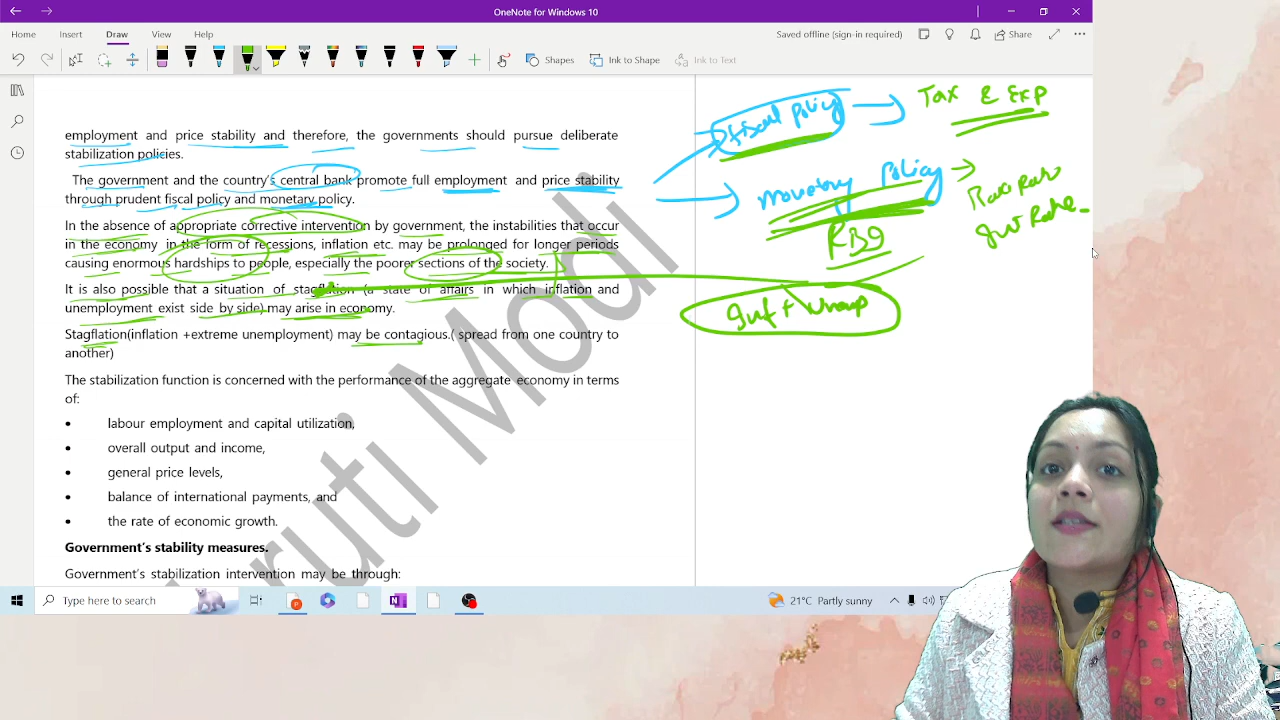 OneNote for Windows 10
Home Insert Draw View Help
Saved offline (sign-in required) Share
Shapes Ink to Shape Ink to Text
employment and price stability and therefore, the governments should pursue deliberate
stabilization policies.
The government and the country's central bank promote full employment and price stability
through prudent fiscal policy and monetary policy.
In the absence of appropriate corrective intervention by government, the instabilities that occur
in the economy in the form of recessions, inflation etc. may be prolonged for longer periods
causing enormous hardships to people, especially the poorer sections of the society.
It is also possible that a situation of stagflation (a state of affairs in which inflation and
unemployment exist side by side) may arise in economy.
Stagflation(inflation +extreme unemployment) may be contagious.( spread from one country to
another)
The stabilization function is concerned with the performance of the aggregate economy in terms
of:
• labour employment and capital utilization,
• overall output and income,
• general price levels,
• balance of international payments, and
• the rate of economic growth.
Government's stability measures.
Government's stabilization intervention may be through:
fiscal policy
Tax & Exp
monetry policy
RBI
ruti Modi
Type here to search
21°C Partly sunny